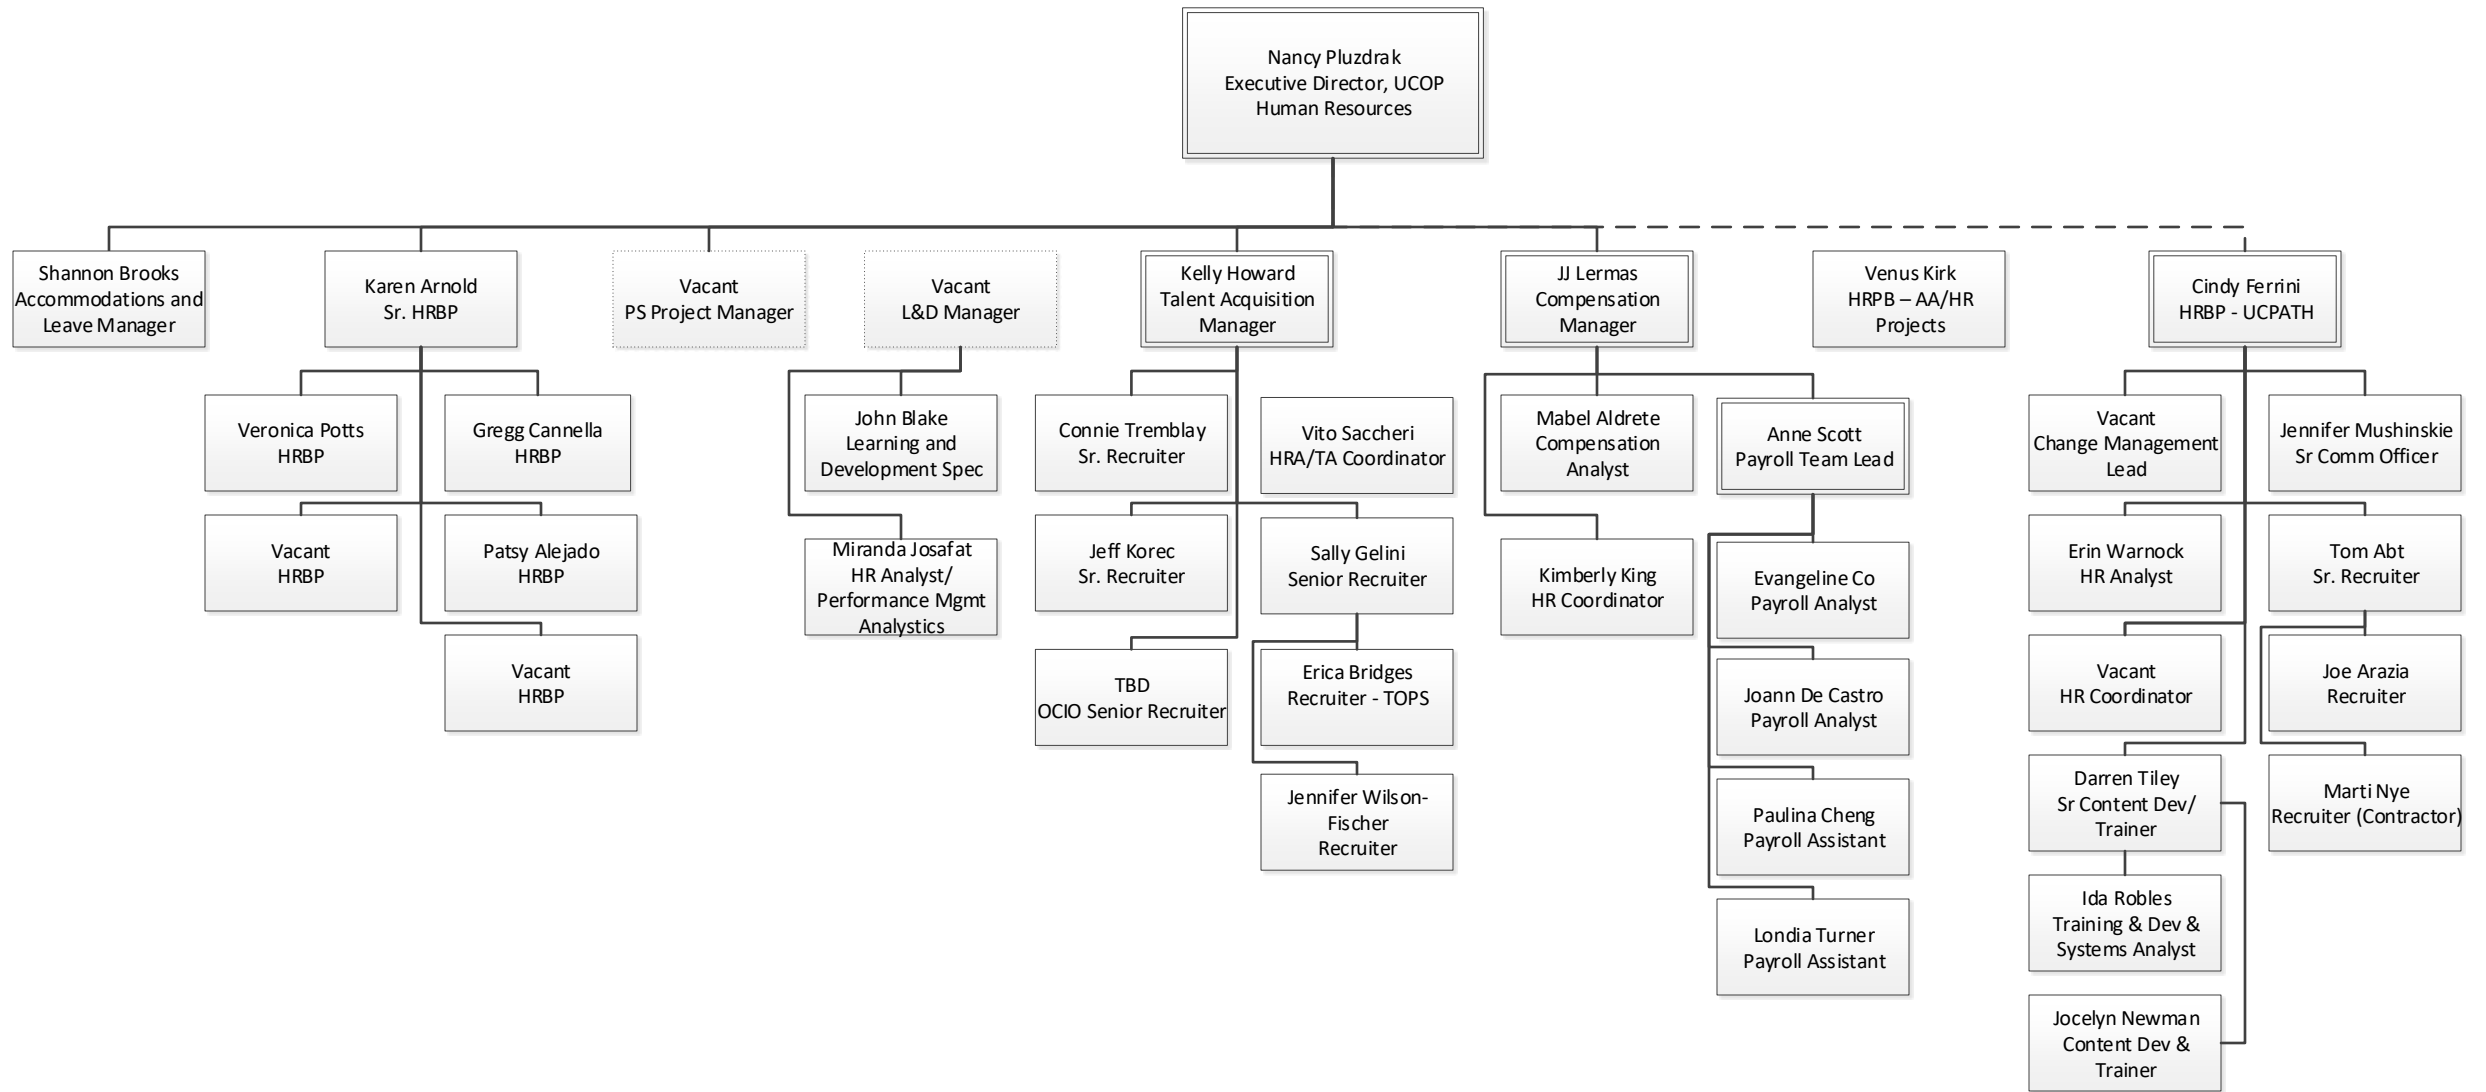 Nancy Pluzdrak
Executive Director, UCOP
Human Resources
Shannon Brooks
Accommodations and
Leave Manager
Karen Arnold
Sr. HRBP
Vacant
PS Project Manager
Vacant
L&D Manager
Kelly Howard
Talent Acquisition
Manager
JJ Lermas
Compensation
Manager
Venus Kirk
HRPB – AA/HR
Projects
Cindy Ferrini
HRBP - UCPATH
Veronica Potts
HRBP
Gregg Cannella
HRBP
John Blake
Learning and
Development Spec
Connie Tremblay
Sr. Recruiter
Vito Saccheri
HRA/TA Coordinator
Mabel Aldrete
Compensation
Analyst
Anne Scott
Payroll Team Lead
Vacant
Change Management
Lead
Jennifer Mushinskie
Sr Comm Officer
Vacant
HRBP
Patsy Alejado
HRBP
Miranda Josafat
HR Analyst/
Performance Mgmt
Analystics
Jeff Korec
Sr. Recruiter
Sally Gelini
Senior Recruiter
Kimberly King
HR Coordinator
Evangeline Co
Payroll Analyst
Erin Warnock
HR Analyst
Tom Abt
Sr. Recruiter
Vacant
HRBP
TBD
OCIO Senior Recruiter
Erica Bridges
Recruiter - TOPS
Joann De Castro
Payroll Analyst
Vacant
HR Coordinator
Joe Arazia
Recruiter
Jennifer Wilson-
Fischer
Recruiter
Paulina Cheng
Payroll Assistant
Darren Tiley
Sr Content Dev/
Trainer
Marti Nye
Recruiter (Contractor)
Londia Turner
Payroll Assistant
Ida Robles
Training & Dev &
Systems Analyst
Jocelyn Newman
Content Dev &
Trainer